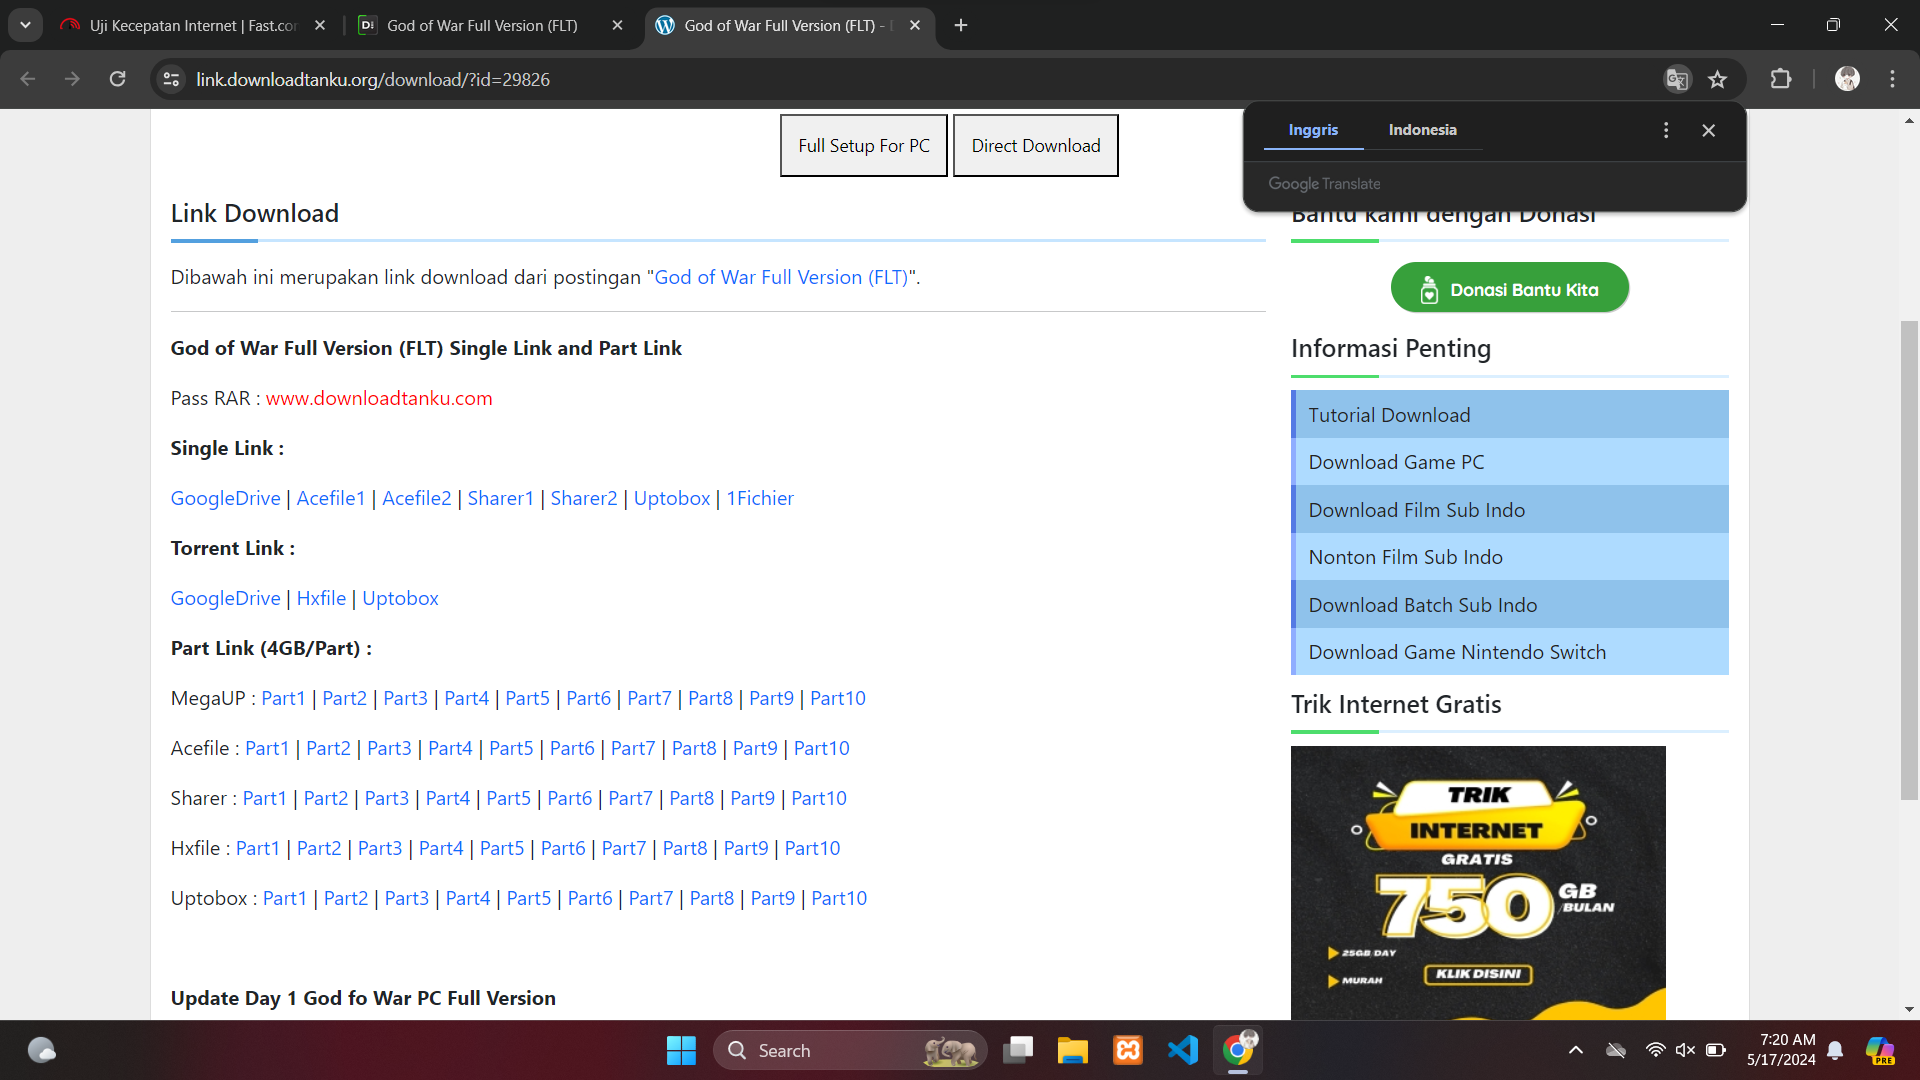 Uji Kecepatan Internet | Fast.com
God of War Full Version (FLT)
God of War Full Version (FLT) -
link.downloadtanku.org/download/?id=29826
Inggris
Indonesia
Google Translate
Full Setup For PC
Direct Download
Link Download
Dibawah ini merupakan link download dari postingan "God of War Full Version (FLT)".
God of War Full Version (FLT) Single Link and Part Link
Pass RAR : www.downloadtanku.com
Single Link :
GoogleDrive | Acefile1 | Acefile2 | Sharer1 | Sharer2 | Uptobox | 1Fichier
Torrent Link :
GoogleDrive | Hxfile | Uptobox
Part Link (4GB/Part) :
MegaUP : Part1 | Part2 | Part3 | Part4 | Part5 | Part6 | Part7 | Part8 | Part9 | Part10
Acefile : Part1 | Part2 | Part3 | Part4 | Part5 | Part6 | Part7 | Part8 | Part9 | Part10
Sharer : Part1 | Part2 | Part3 | Part4 | Part5 | Part6 | Part7 | Part8 | Part9 | Part10
Hxfile : Part1 | Part2 | Part3 | Part4 | Part5 | Part6 | Part7 | Part8 | Part9 | Part10
Uptobox : Part1 | Part2 | Part3 | Part4 | Part5 | Part6 | Part7 | Part8 | Part9 | Part10
Update Day 1 God fo War PC Full Version
Bantu kami dengan Donasi
Donasi Bantu Kita
Informasi Penting
Tutorial Download
Download Game PC
Download Film Sub Indo
Nonton Film Sub Indo
Download Batch Sub Indo
Download Game Nintendo Switch
Trik Internet Gratis
TRIK
INTERNET
GRATIS
750 GB
/BULAN
25GB DAY
MURAH
KLIK DISINI
Search
7:20 AM
5/17/2024
PRE